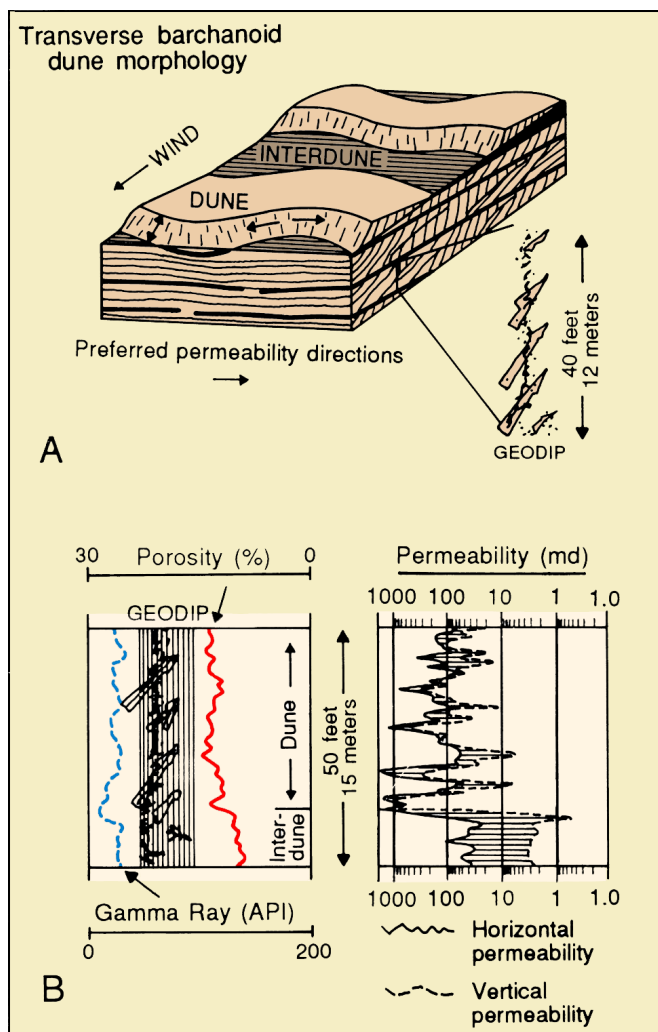 Transverse barchanoid
dune morphology
WIND
INTERDUNE
DUNE
Preferred permeability directions
40 feet
12 meters
GEODIP
A
30 Porosity (%) 0
GEODIP
Dune
Inter-
dune
50 feet
15 meters
Gamma Ray (API)
0 200
Permeability (md)
1000 100 10 1 1.0
1000 100 10 1 1.0
Horizontal
permeability
Vertical
permeability
B